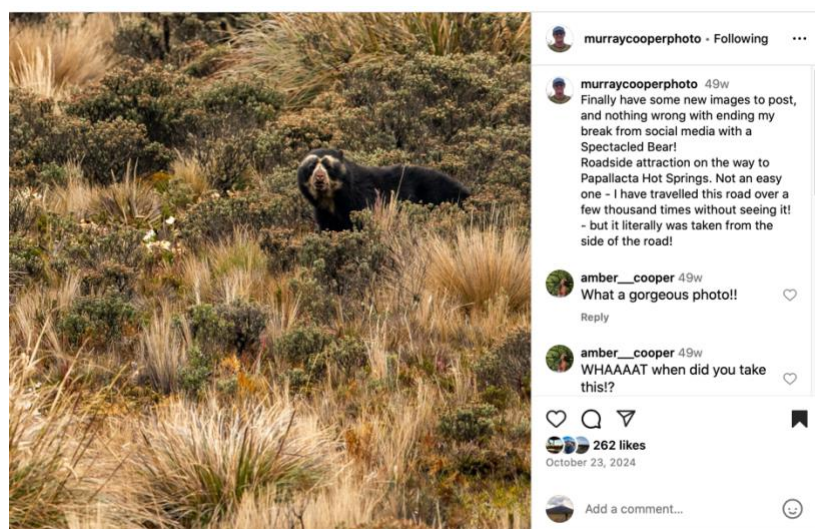 murraycooperphoto • Following
murraycooperphoto 49w
Finally have some new images to post,
and nothing wrong with ending my
break from social media with a
Spectacled Bear!
Roadside attraction on the way to
Papallacta Hot Springs. Not an easy
one - I have travelled this road over a
few thousand times without seeing it!
- but it literally was taken from the
side of the road!
amber__cooper 49w
What a gorgeous photo!!
Reply
amber__cooper 49w
WHAAAAT when did you take
this!?
262 likes
October 23, 2024
Add a comment...